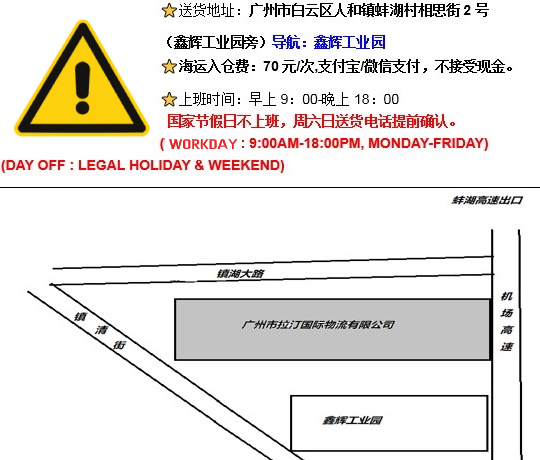 ★送货地址：广州市白云区人和镇蚌湖村相思街2号
（鑫辉工业园旁）导航：鑫辉工业园
★海运入仓费：70元/次,支付宝/微信支付，不接受现金。
★上班时间：早上9：00-晚上18：00
国家节假日不上班，周六日送货电话提前确认。
( WORKDAY : 9:00AM-18:00PM, MONDAY-FRIDAY)
(DAY OFF : LEGAL HOLIDAY & WEEKEND)
蚌湖高速出口
镇湖大路
机场高速
广州市拉汀国际物流有限公司
镇清街
鑫辉工业园